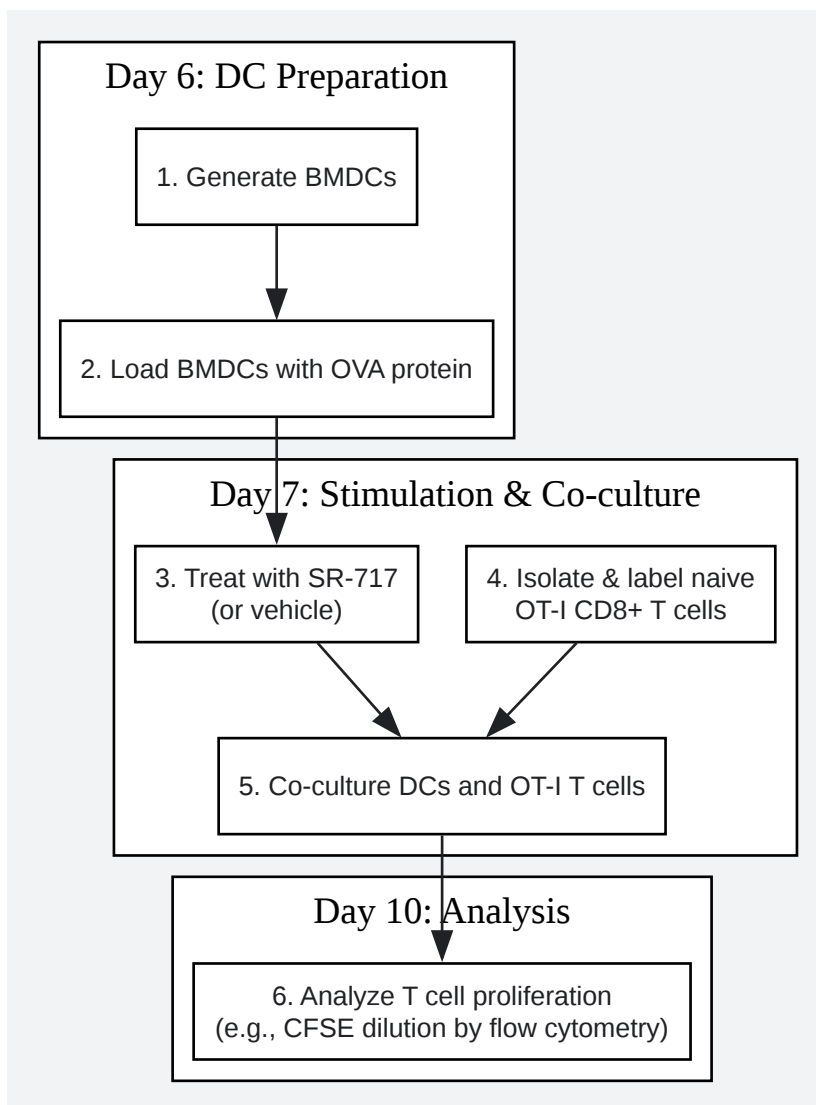 Day 6: DC Preparation
1. Generate BMDCs
2. Load BMDCs with OVA protein
Day 7: Stimulation & Co-culture
3. Treat with SR-717
(or vehicle)
4. Isolate & label naive
OT-I CD8+ T cells
5. Co-culture DCs and OT-I T cells
Day 10: Analysis
6. Analyze T cell proliferation
(e.g., CFSE dilution by flow cytometry)